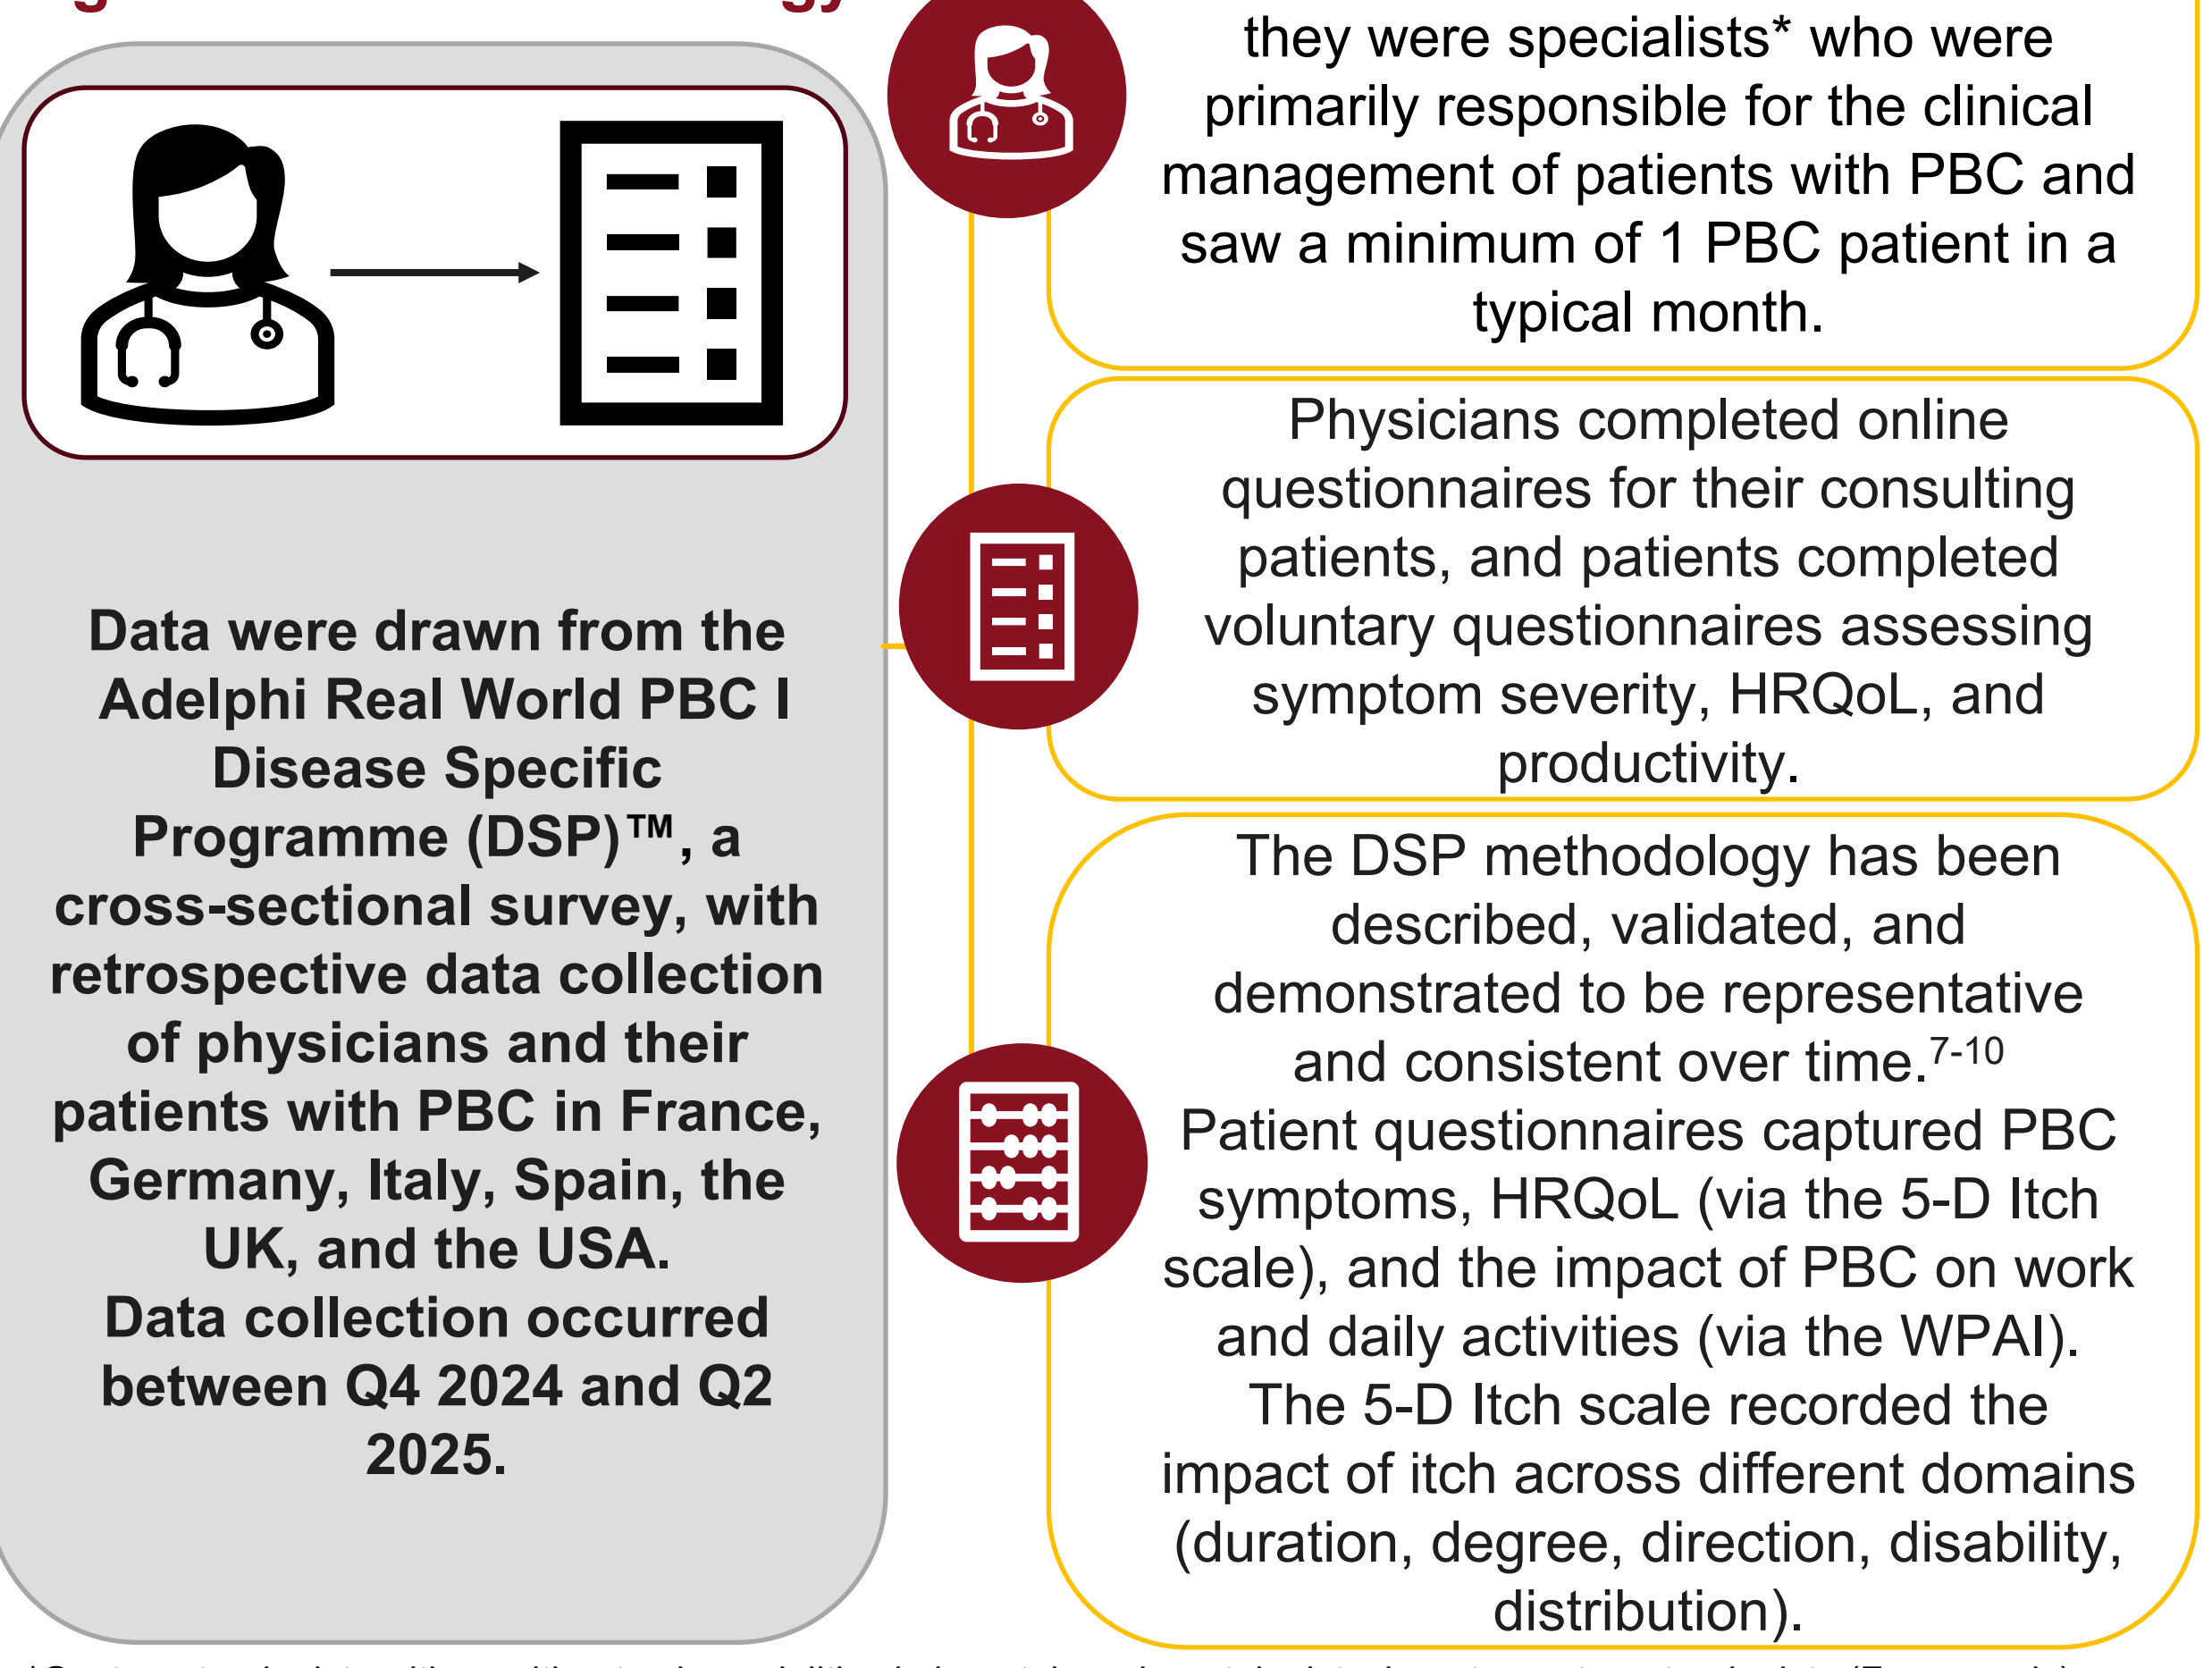 Data were drawn from the
Adelphi Real World PBC I
Disease Specific
Programme (DSP)™, a
cross-sectional survey, with
retrospective data collection
of physicians and their
patients with PBC in France,
Germany, Italy, Spain, the
UK, and the USA.
Data collection occurred
between Q4 2024 and Q2
2025.
they were specialists* who were
primarily responsible for the clinical
management of patients with PBC and
saw a minimum of 1 PBC patient in a
typical month.
Physicians completed online
questionnaires for their consulting
patients, and patients completed
voluntary questionnaires assessing
symptom severity, HRQoL, and
productivity.
The DSP methodology has been
described, validated, and
demonstrated to be representative
and consistent over time.7-10
Patient questionnaires captured PBC
symptoms, HRQoL (via the 5-D Itch
scale), and the impact of PBC on work
and daily activities (via the WPAI).
The 5-D Itch scale recorded the
impact of itch across different domains
(duration, degree, direction, disability,
distribution).